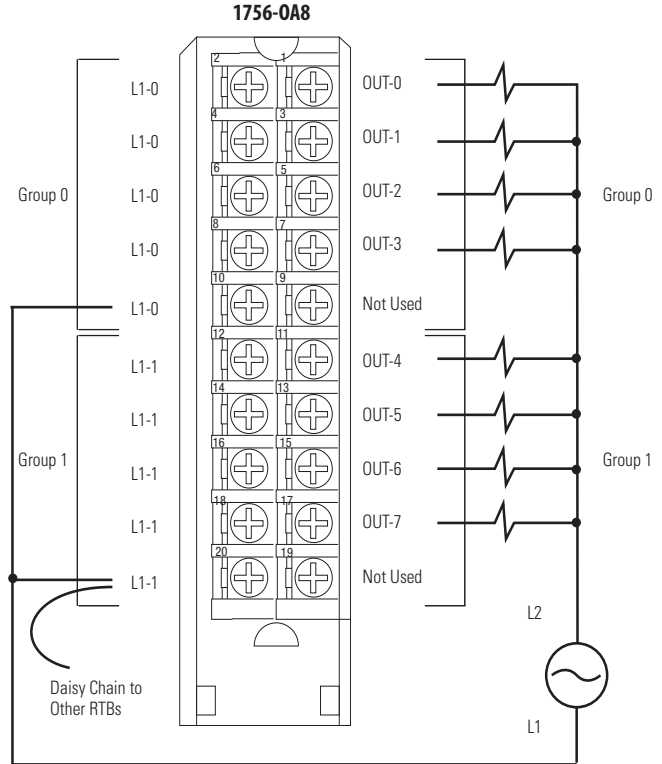 1756-OA8
2 1
L1-0 OUT-0
4 3
L1-0 OUT-1
6 5
Group 0 L1-0 OUT-2 Group 0
8 7
L1-0 OUT-3
10 9
L1-0 Not Used
12 11
L1-1 OUT-4
14 13
L1-1 OUT-5
16 15
Group 1 L1-1 OUT-6 Group 1
18 17
L1-1 OUT-7
20 19
L1-1 Not Used
L2
Daisy Chain to
Other RTBs
L1